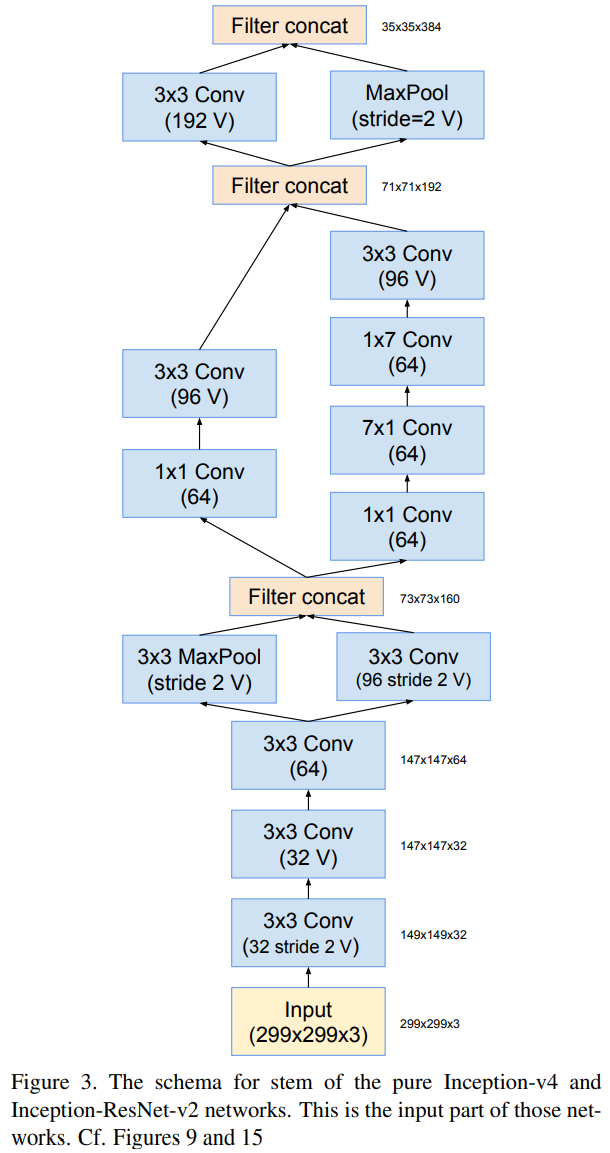 Filter concat 35x35x384
3x3 Conv
(192 V)
MaxPool
(stride=2 V)
Filter concat 71x71x192
3x3 Conv
(96 V)
1x7 Conv
(64)
3x3 Conv
(96 V)
7x1 Conv
(64)
1x1 Conv
(64)
1x1 Conv
(64)
Filter concat 73x73x160
3x3 MaxPool
(stride 2 V)
3x3 Conv
(96 stride 2 V)
3x3 Conv
(64)
147x147x64
3x3 Conv
(32 V)
147x147x32
3x3 Conv
(32 stride 2 V)
149x149x32
Input
(299x299x3)
299x299x3
Figure 3. The schema for stem of the pure Inception-v4 and
Inception-ResNet-v2 networks. This is the input part of those net-
works. Cf. Figures 9 and 15